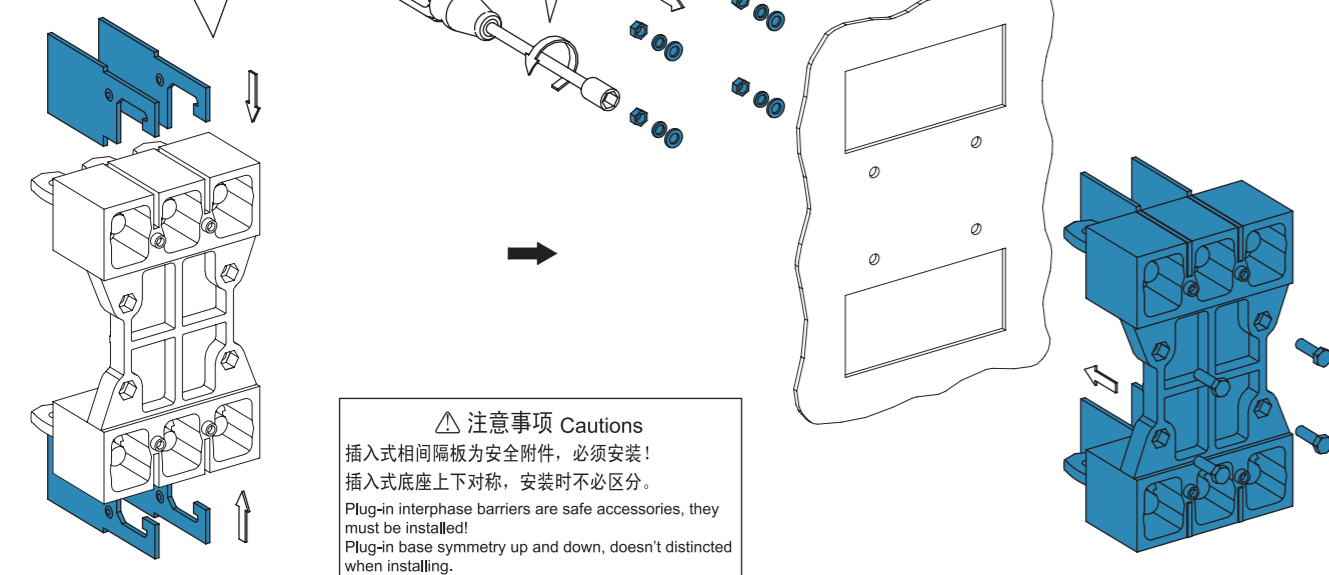 ⚠ 注意事项 Cautions
插入式相间隔板为安全附件，必须安装！
插入式底座上下对称，安装时不必区分。
Plug-in interphase barriers are safe accessories, they
must be installed!
Plug-in base symmetry up and down, doesn't distincted
when installing.